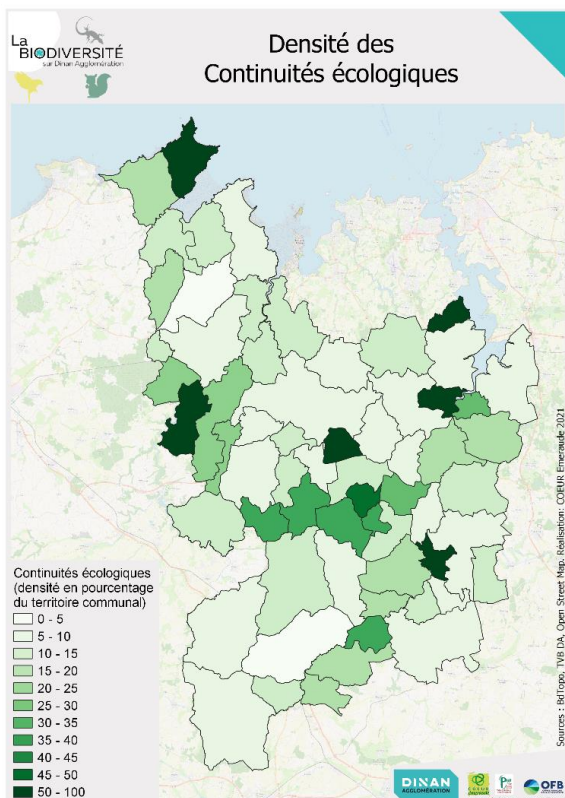 La
BIODIVERSITÉ
sur Dinan Agglomération
Densité des
Continuités écologiques
Continuités écologiques
(densité en pourcentage
du territoire communal)
0 - 5
5 - 10
10 - 15
15 - 20
20 - 25
25 - 30
30 - 35
35 - 40
40 - 45
45 - 50
50 - 100
Sources : BdTopo, TVB DA, Open Street Map, Réalisation: COEUR Emeraude 2021
DINAN
AGGLOMÉRATION
OFB